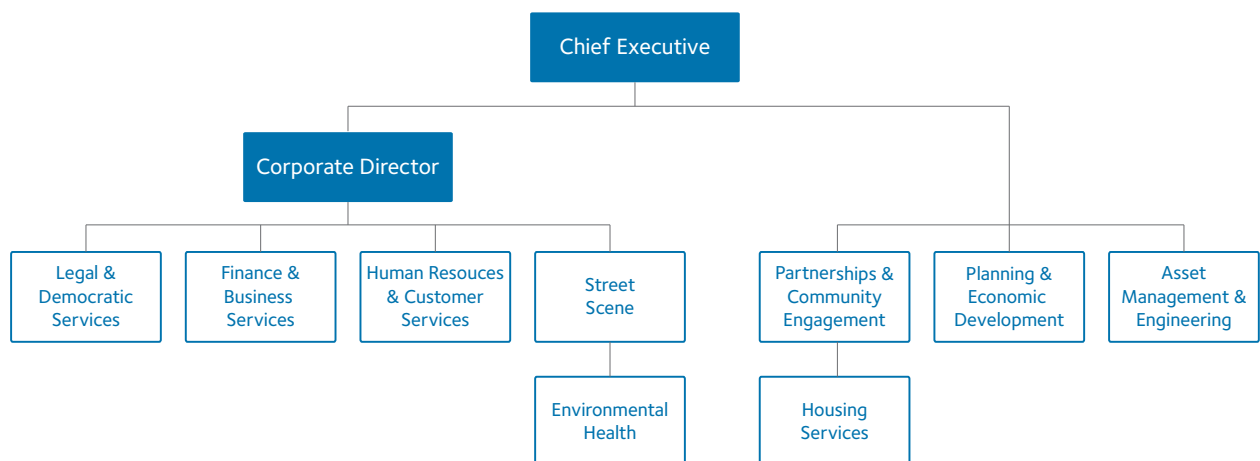 Chief Executive
Corporate Director
Legal &
Democratic
Services
Finance &
Business
Services
Human Resouces
& Customer
Services
Street
Scene
Partnerships &
Community
Engagement
Planning &
Economic
Development
Asset
Management &
Engineering
Environmental
Health
Housing
Services